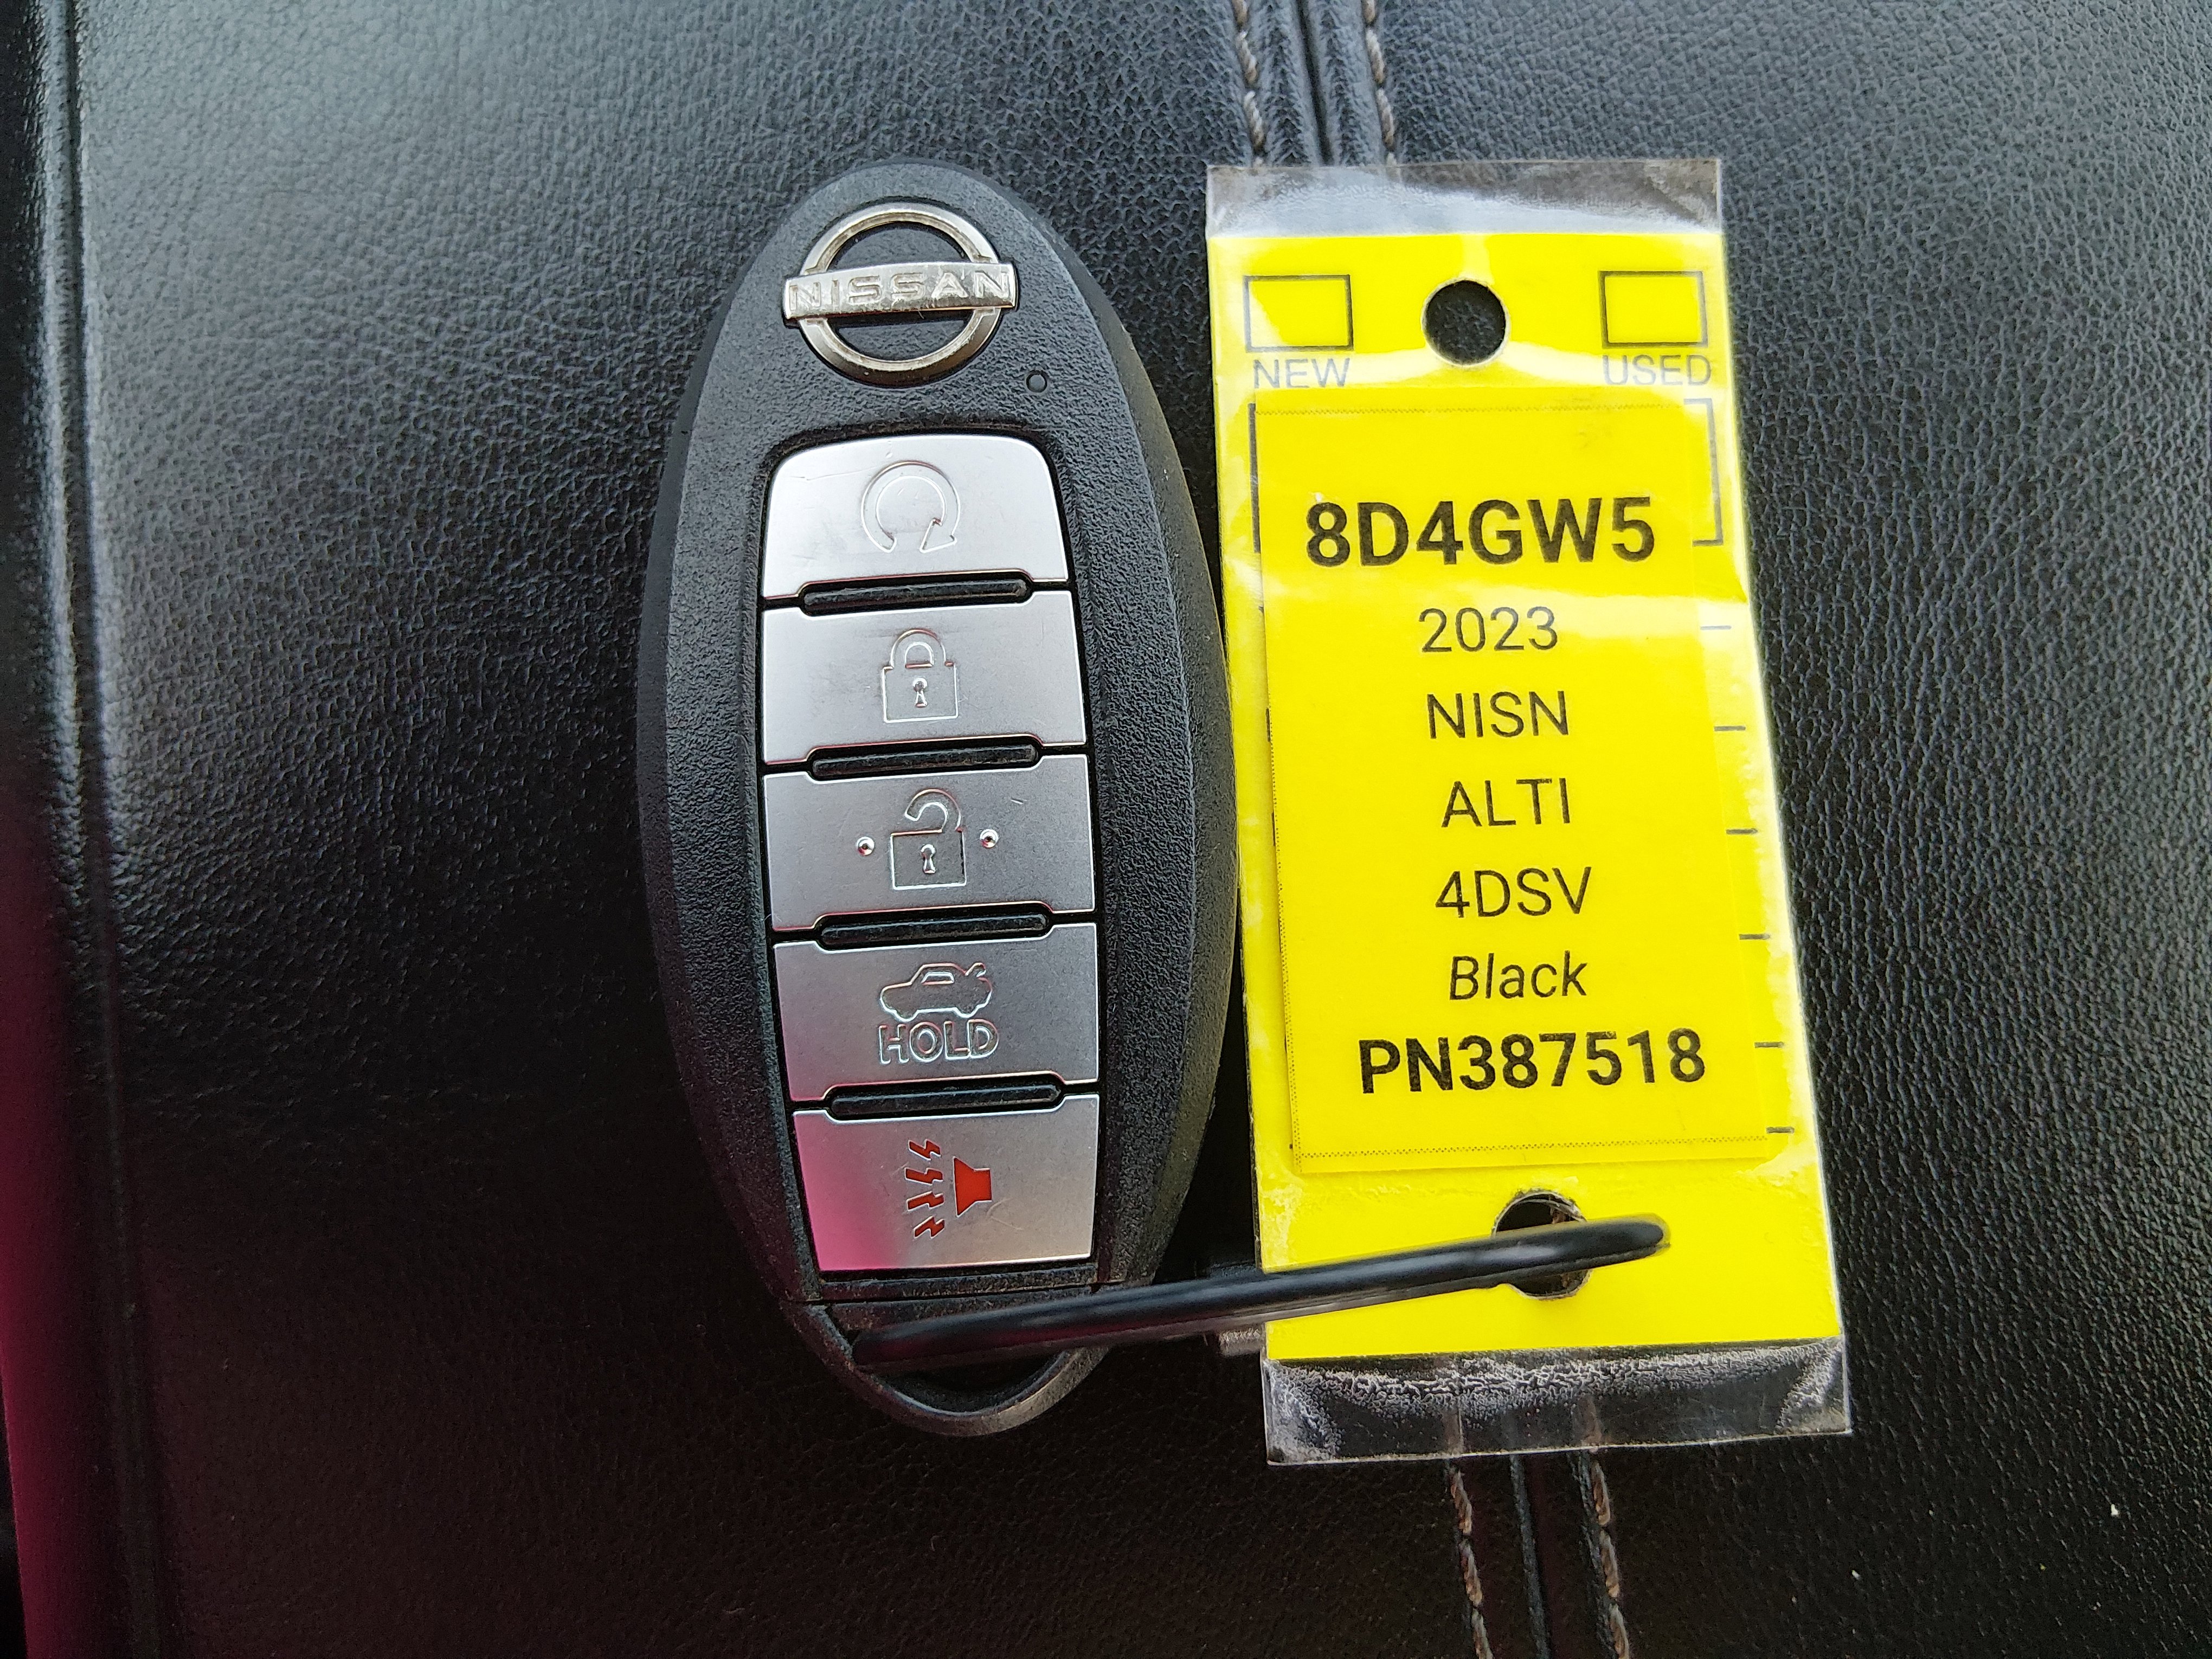 NISSAN
HOLD
NEW
USED
8D4GW5
2023
NISN
ALTI
4DSV
Black
PN387518